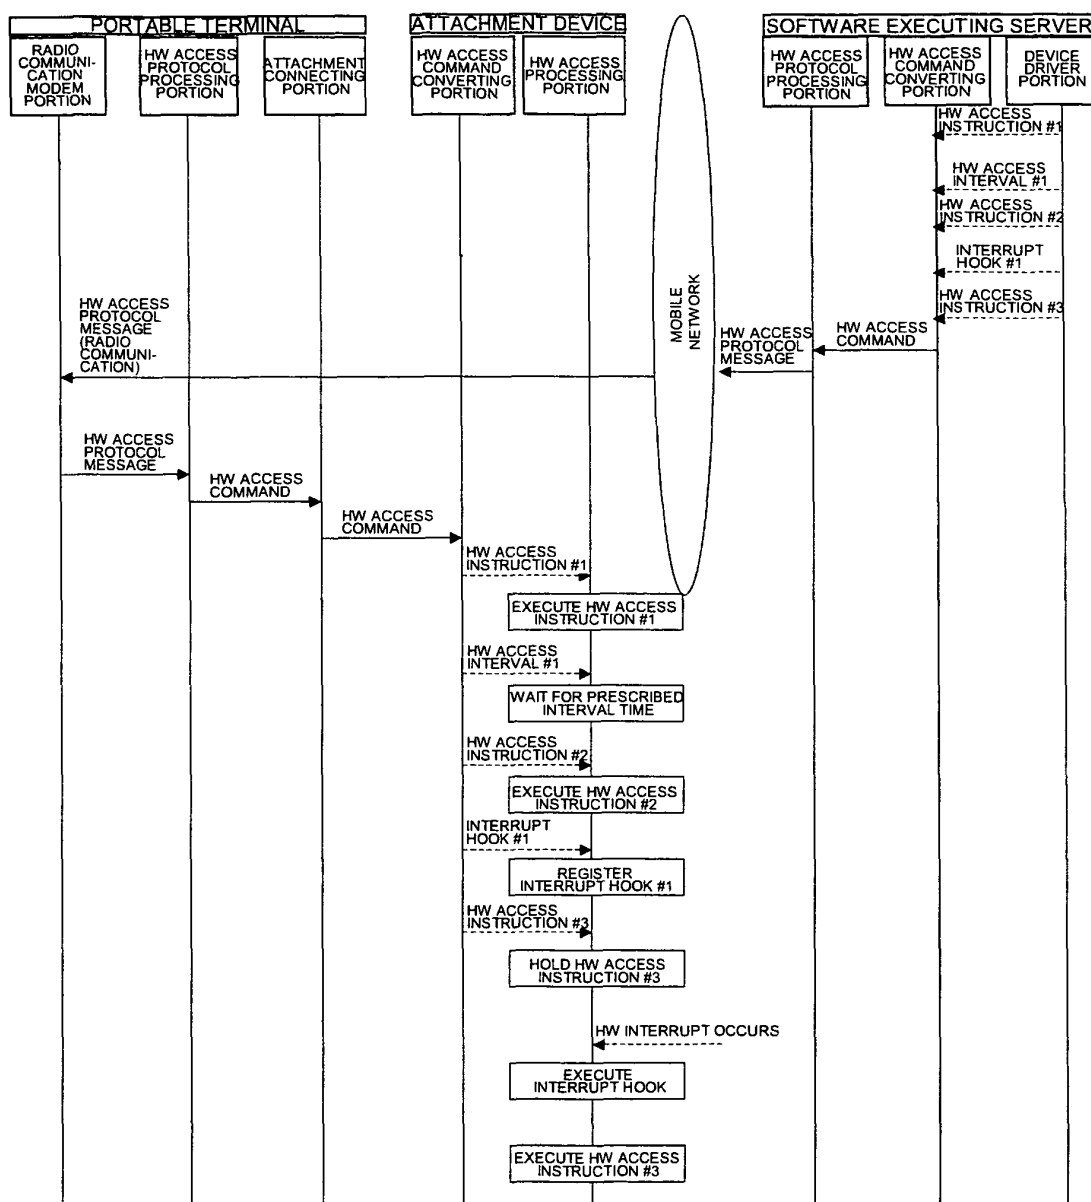 PORTABLE TERMINAL
ATTACHMENT DEVICE
SOFTWARE EXECUTING SERVER
RADIO
COMMUNI-
CATION
MODEM
PORTION
HW ACCESS
PROTOCOL
PROCESSING
PORTION
ATTACHMENT
CONNECTING
PORTION
HW ACCESS
COMMAND
CONVERTING
PORTION
HW ACCESS
PROCESSING
PORTION
HW ACCESS
PROTOCOL
PROCESSING
PORTION
HW ACCESS
COMMAND
CONVERTING
PORTION
DEVICE
DRIVER
PORTION
HW ACCESS
INSTRUCTION #1
HW ACCESS
INTERVAL #1
HW ACCESS
INSTRUCTION #2
INTERRUPT
HOOK #1
HW ACCESS
INSTRUCTION #3
HW ACCESS
COMMAND
HW ACCESS
PROTOCOL
MESSAGE
MOBILE
NETWORK
HW ACCESS
PROTOCOL
MESSAGE
(RADIO
COMMUNI-
CATION)
HW ACCESS
PROTOCOL
MESSAGE
HW ACCESS
COMMAND
HW ACCESS
COMMAND
HW ACCESS
INSTRUCTION #1
EXECUTE HW ACCESS
INSTRUCTION #1
HW ACCESS
INTERVAL #1
WAIT FOR PRESCRIBED
INTERVAL TIME
HW ACCESS
INSTRUCTION #2
EXECUTE HW ACCESS
INSTRUCTION #2
INTERRUPT
HOOK #1
REGISTER
INTERRUPT HOOK #1
HW ACCESS
INSTRUCTION #3
HOLD HW ACCESS
INSTRUCTION #3
HW INTERRUPT OCCURS
EXECUTE
INTERRUPT HOOK
EXECUTE HW ACCESS
INSTRUCTION #3